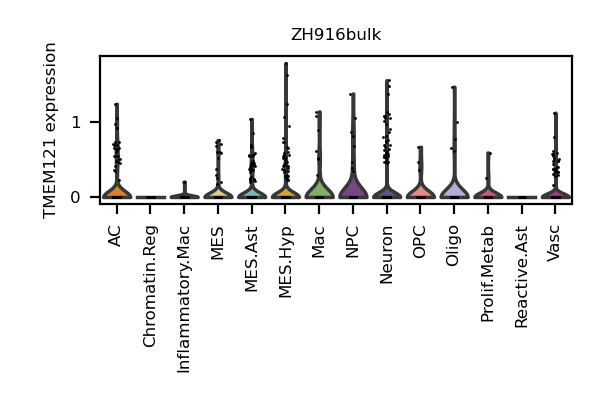 ZH916bulk
TMEM121 expression
1
0
AC
Chromatin.Reg
Inflammatory.Mac
MES
MES.Ast
MES.Hyp
Mac
NPC
Neuron
OPC
Oligo
Prolif.Metab
Reactive.Ast
Vasc